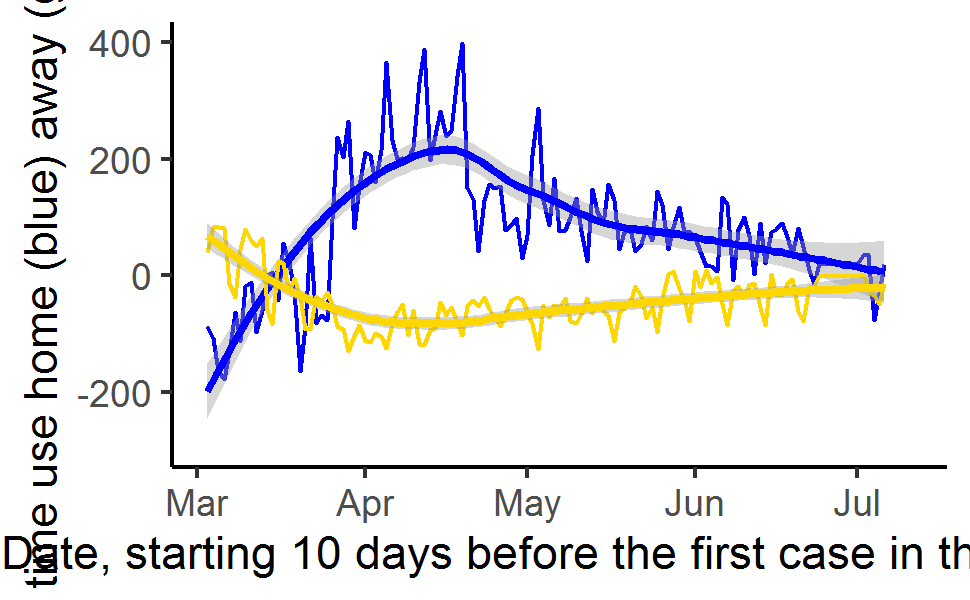 time use home (blue) away (
400
200
0
-200
Mar Apr May Jun Jul
Date, starting 10 days before the first case in th